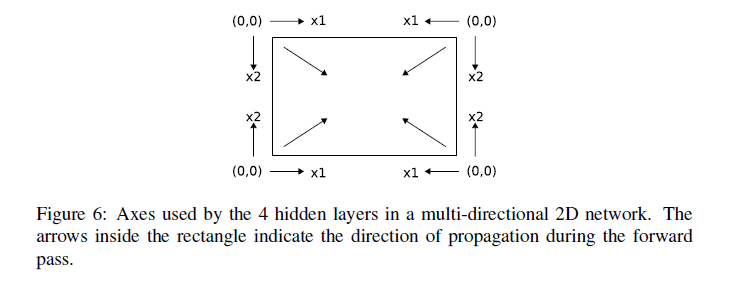 (0,0) x1 x1 (0,0)
x2 x2
x2 x2
(0,0) x1 x1 (0,0)
Figure 6: Axes used by the 4 hidden layers in a multi-directional 2D network. The
arrows inside the rectangle indicate the direction of propagation during the forward
pass.